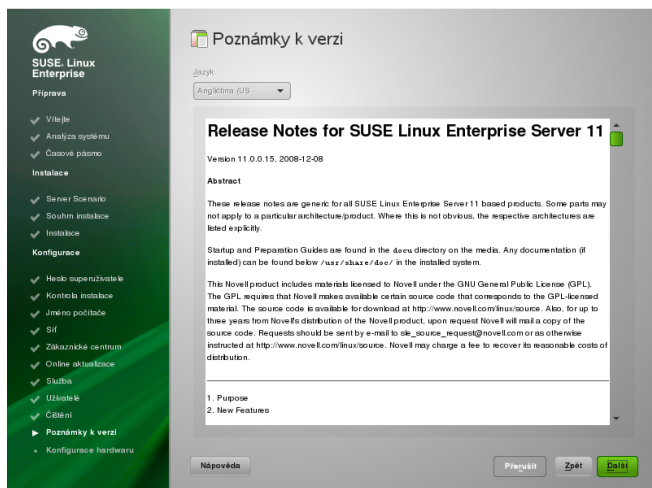 SUSE. Linux
Enterprise
Příprava
Vítejte
Analýza systému
Časové pásmo
Instalace
Server Scenario
Souhrn instalace
Instalace
Konfigurace
Heslo superuživatele
Kontrola instalace
Jméno počítače
Síť
Zákaznické centrum
Online aktualizace
Služba
Uživatelé
Čištění
Poznámky k verzi
Konfigurace hardwaru
Poznámky k verzi
Jazyk
Angličtina (US
Release Notes for SUSE Linux Enterprise Server 11
Version 11.0.0.15, 2008-12-08
Abstract
These release notes are generic for all SUSE Linux Enterprise Server 11 based products. Some parts may
not apply to a particular architecture/product. Where this is not obvious, the respective architectures are
listed explicitly.
Startup and Preparation Guides are found in the docu directory on the media. Any documentation (if
installed) can be found below /usr/share/doc/ in the installed system.
This Novell product includes materials licensed to Novell under the GNU General Public License (GPL).
The GPL requires that Novell makes available certain source code that corresponds to the GPL-licensed
material. The source code is available for download at http://www.novell.com/linux/source. Also, for up to
three years from Novell's distribution of the Novell product, upon request Novell will mail a copy of the
source code. Requests should be sent by e-mail to sle_source_request@novell.com or as otherwise
instructed at http://www.novell.com/linux/source. Novell may charge a fee to recover its reasonable costs of
distribution.
1. Purpose
2. New Features
Nápověda
Přerušit
Zpět
Další